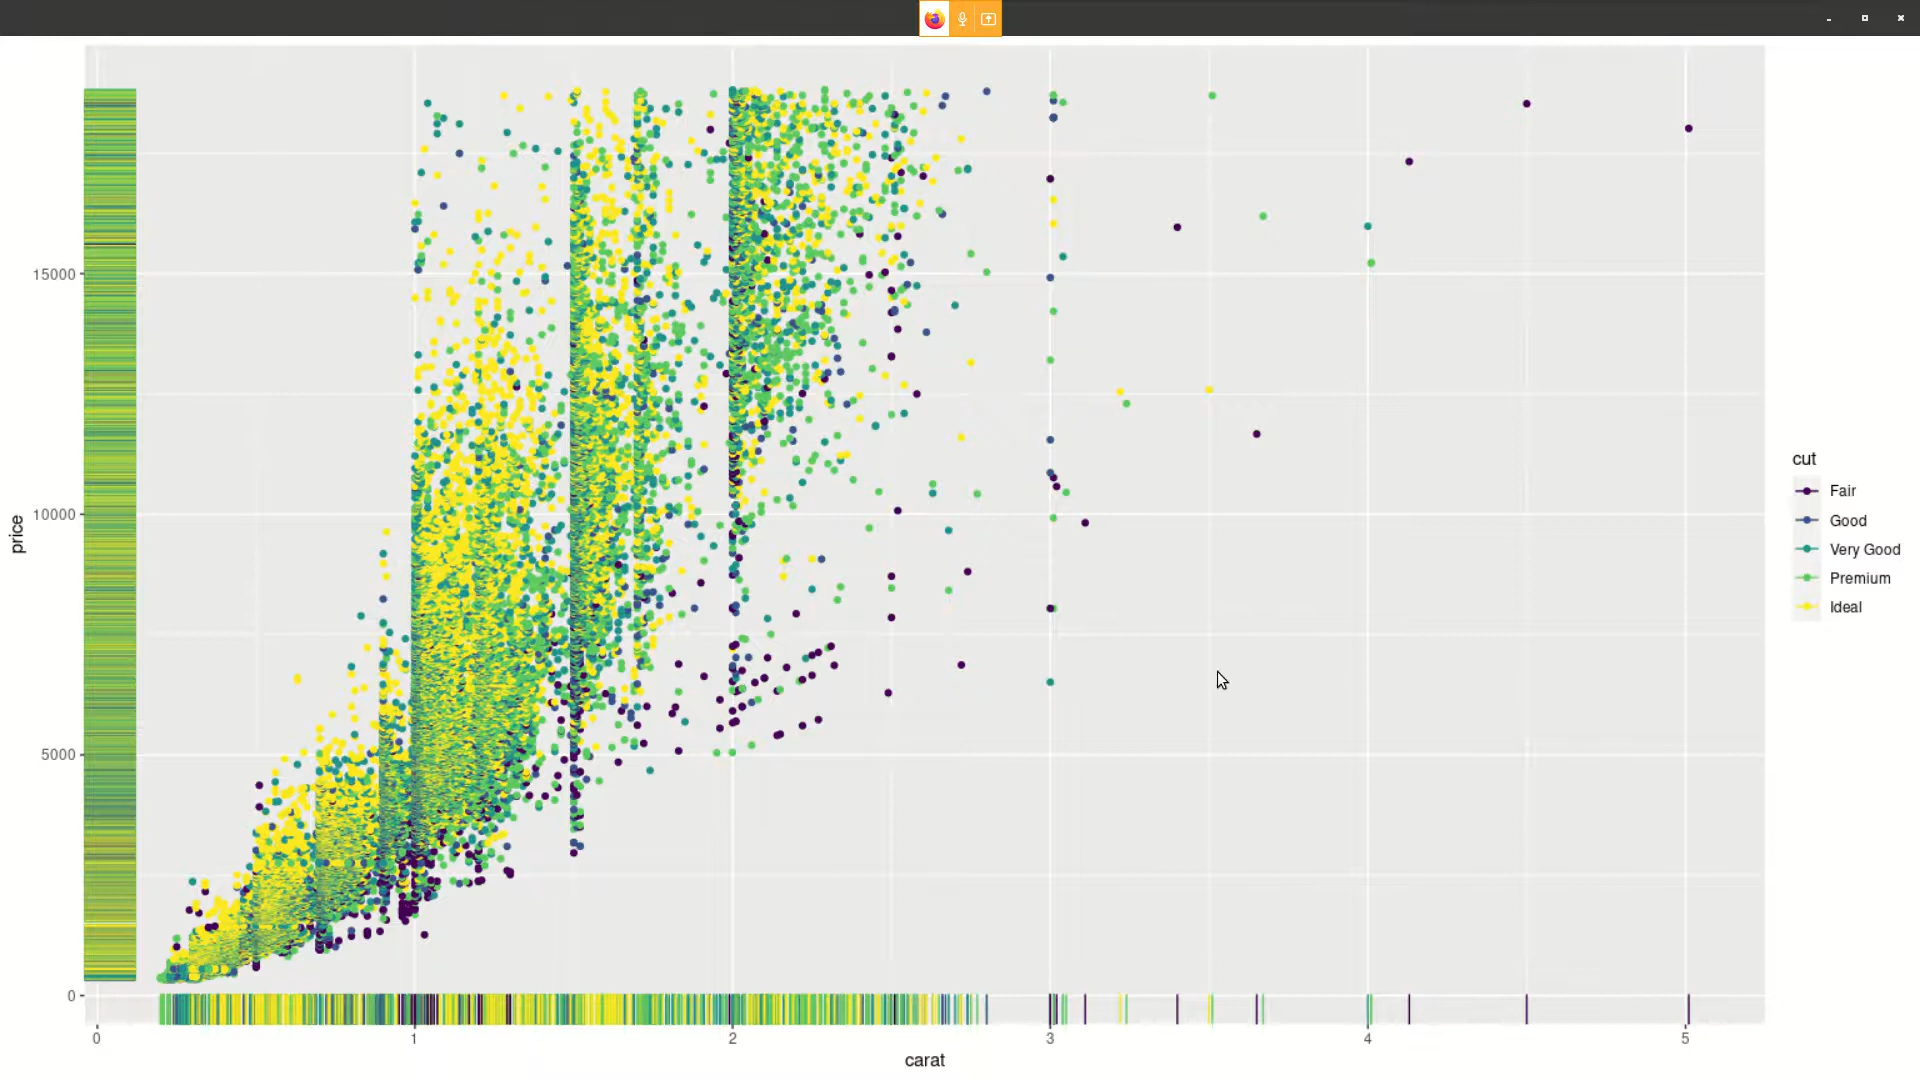 15000
10000
5000
0
price
0 1 2 3 4 5
carat
cut
Fair
Good
Very Good
Premium
Ideal